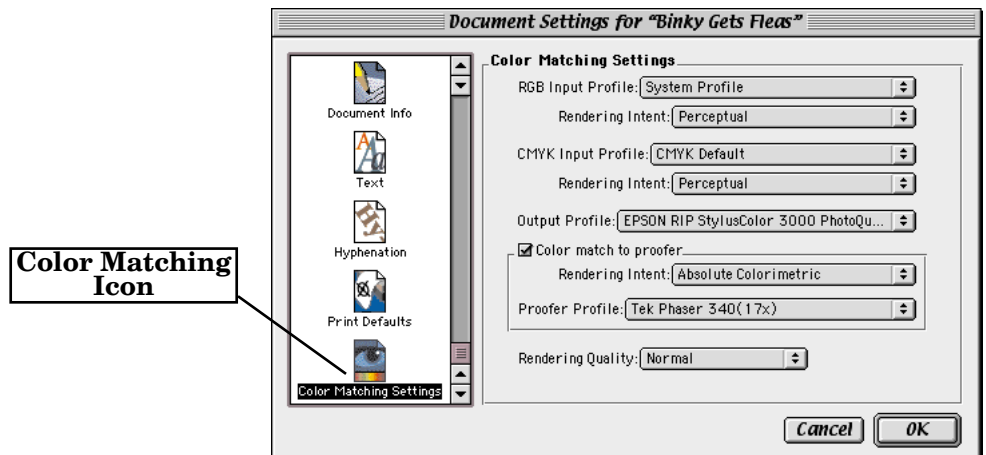 Document Settings for “Binky Gets Fleas”
Document Info
Text
Hyphenation
Print Defaults
Color Matching Settings
Color Matching
Icon
Color Matching Settings
RGB Input Profile: System Profile
Rendering Intent: Perceptual
CMYK Input Profile: CMYK Default
Rendering Intent: Perceptual
Output Profile: EPSON RIP StylusColor 3000 PhotoQu...
Color match to proofer
Rendering Intent: Absolute Colorimetric
Proofer Profile: Tek Phaser 340(17x)
Rendering Quality: Normal
Cancel OK